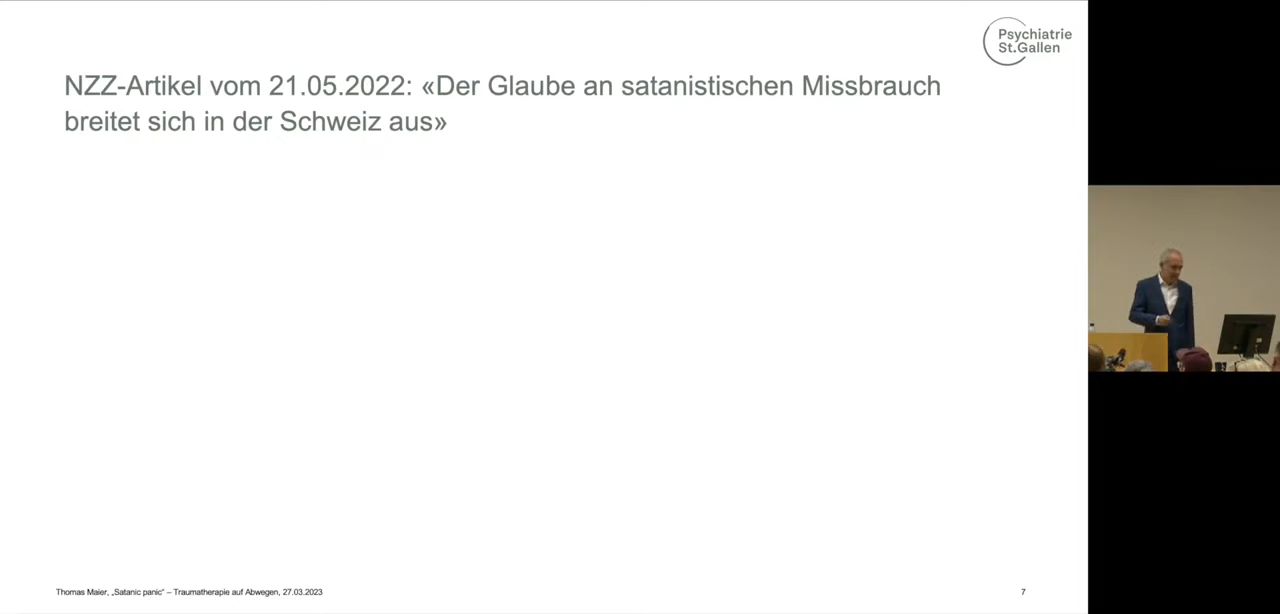 Psychiatrie
St.Gallen
NZZ-Artikel vom 21.05.2022: «Der Glaube an satanistischen Missbrauch
breitet sich in der Schweiz aus»
Thomas Maier, „Satanic panic“ – Traumatherapie auf Abwegen, 27.03.2023
7